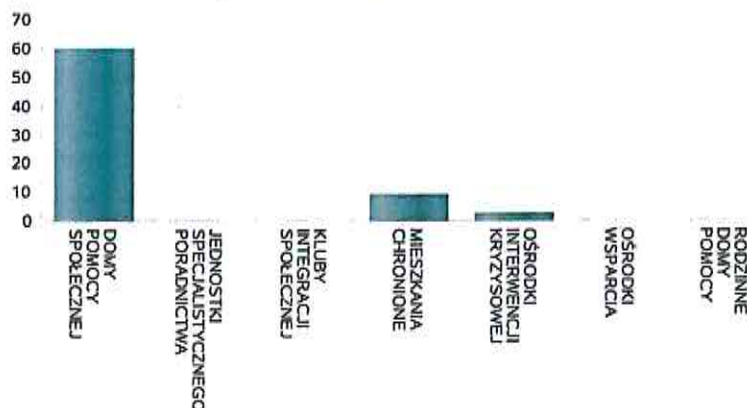 70
60
50
40
30
20
10
0
DOMY
POMOCY
SPOŁECZNEJ
JEDNOSTKI
SPECJALISTYCZNEGO
PORADNICTWA
KLUBY
INTEGRACJI
SPOŁECZNEJ
MIESZKANIA
CHRONIONE
OŚRODKI
INTERWENCJI
KRYZYSOWEJ
OŚRODKI
WSPARCIA
RODZINNE
DOMY
POMOCY